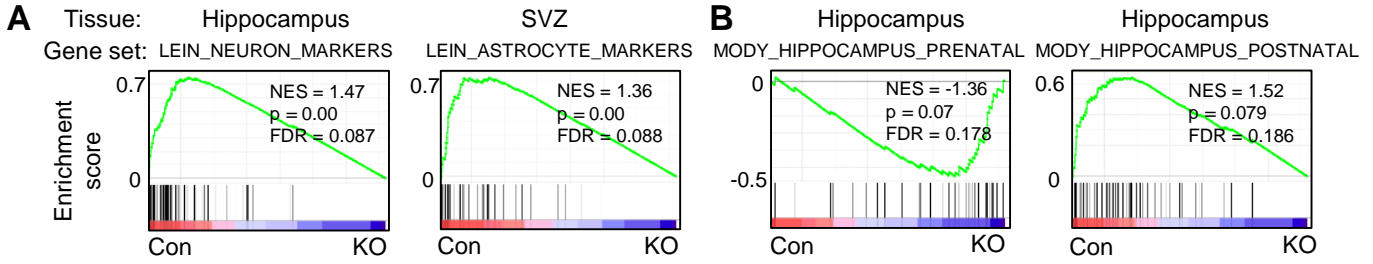 A Tissue: Hippocampus SVZ B Hippocampus Hippocampus
Gene set: LEIN_NEURON_MARKERS LEIN_ASTROCYTE_MARKERS MODY_HIPPOCAMPUS_PRENATAL MODY_HIPPOCAMPUS_POSTNATAL
Enrichment
score
0.7
NES = 1.47
p = 0.00
FDR = 0.087
0
Con KO
0.7
NES = 1.36
p = 0.00
FDR = 0.088
0
Con KO
0
NES = -1.36
p = 0.07
FDR = 0.178
-0.5
Con KO
0.6
NES = 1.52
p = 0.079
FDR = 0.186
0
Con KO